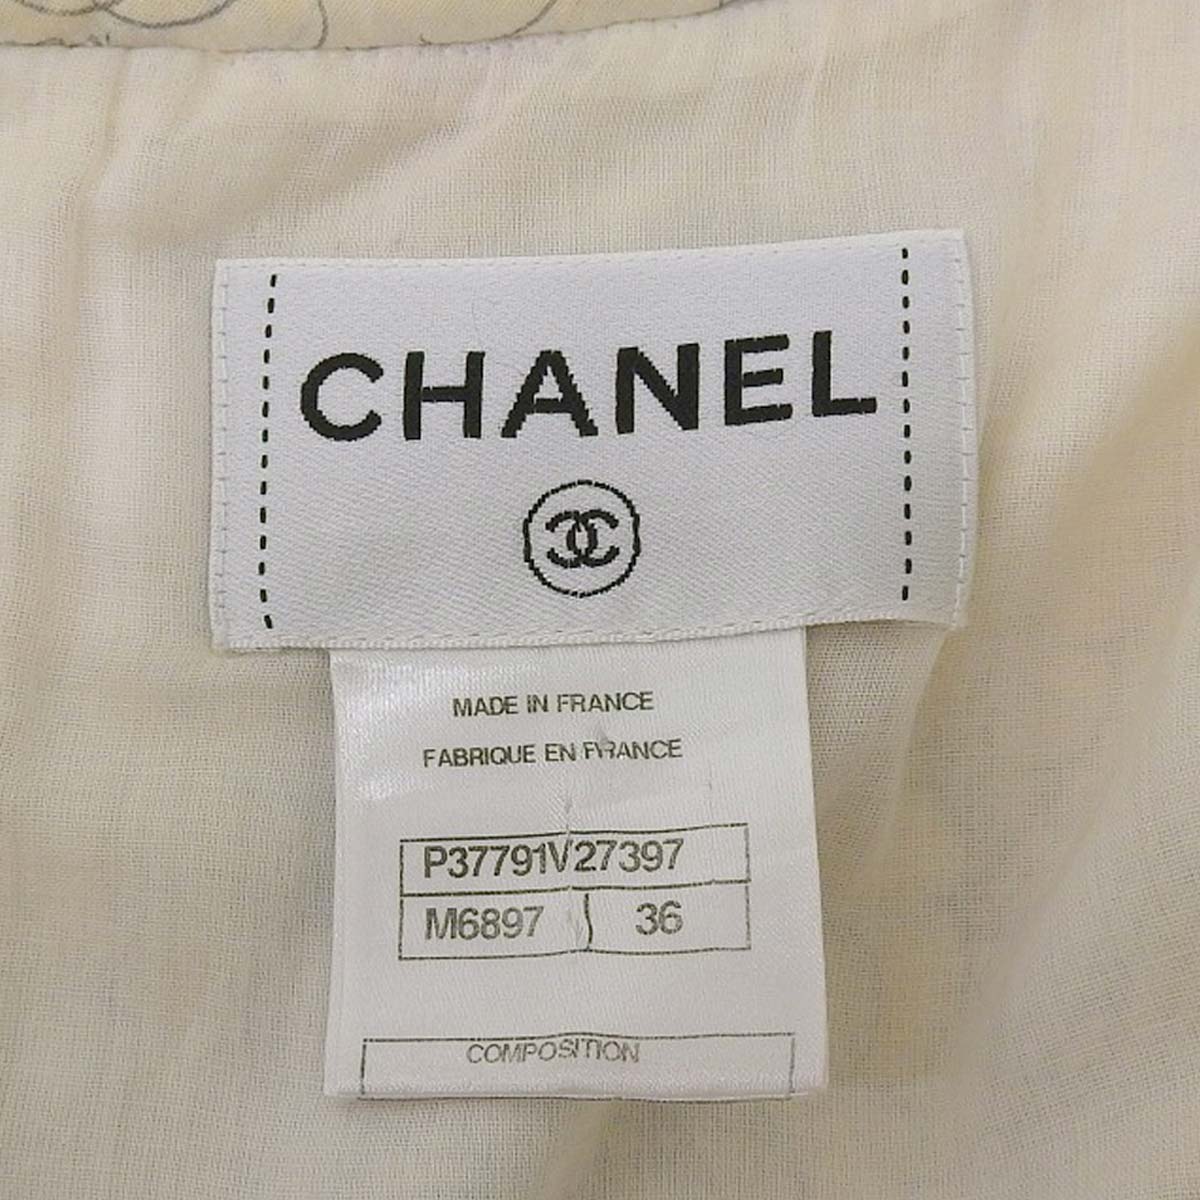 CHANEL
MADE IN FRANCE
FABRIQUE EN FRANCE
P37791V27397
M6897 36
COMPOSITION